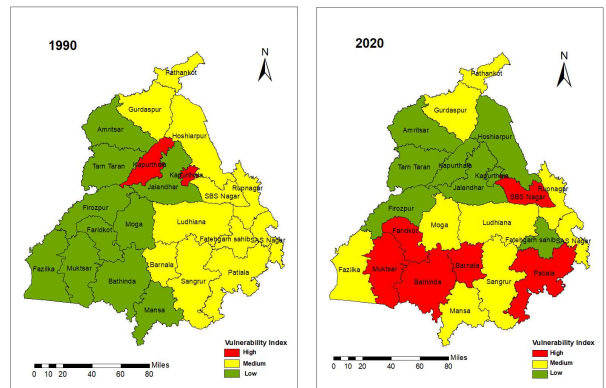 1990
N
Pathankot
Gurdaspur
Amritsar
Hoshiarpur
Tarn Taran
Kapurthala
Kapurthala
Jalandhar
SBS Nagar
Rupnagar
Firozpur
Moga
Ludhiana
Faridkot
Fatehgam sahib
SAS Nagar
Fazilka
Muktsar
Bathinda
Barnala
Sangrur
Patiala
Mansa
Vulnerability Index
High
Medium
Low
Miles
0 10 20 40 60 80
2020
N
Pathankot
Gurdaspur
Amritsar
Hoshiarpur
Tarn Taran
Kapurthala
Kapurthala
Jalandhar
SBS Nagar
Rupnagar
Firozpur
Moga
Ludhiana
Faridkot
Fatehgam sahib
SAS Nagar
Fazilka
Muktsar
Bathinda
Barnala
Sangrur
Patiala
Mansa
Vulnerability Index
High
Medium
Low
Miles
0 10 20 40 60 80